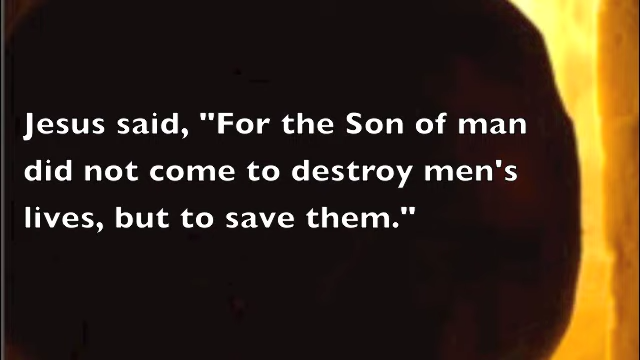 Jesus said, "For the Son of man
did not come to destroy men's
lives, but to save them."